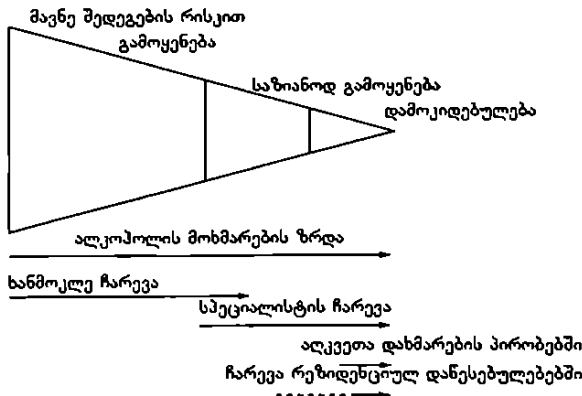 მავნე შედეგების რისკით
გამოყენება
საზიანოდ გამოყენება
დამოკიდებულება
ალკოჰოლის მოხმარების ზრდა
ხანმოკლე ჩარევა
სპეციალისტის ჩარევა
აღკვეთა დახმარების პირობებში
ჩარევა რეზიდენციულ დაწესებულებებში